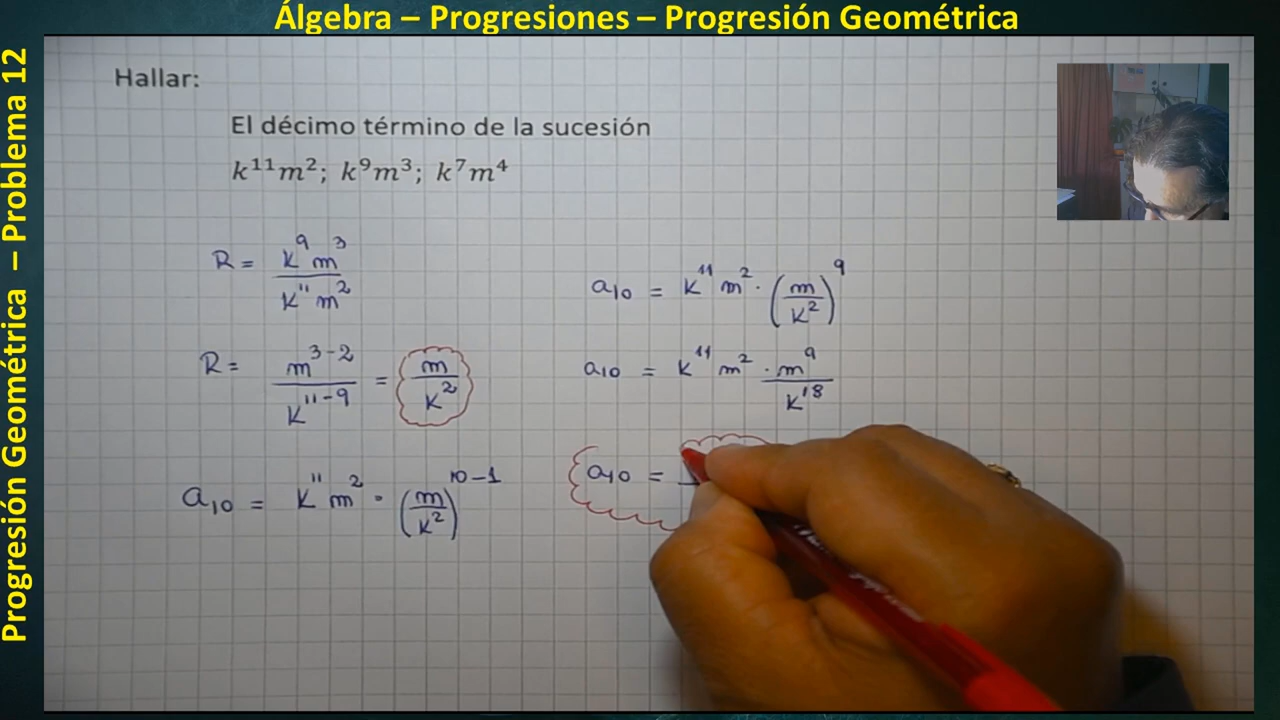 Álgebra – Progresiones – Progresión Geométrica
Progresión Geométrica – Problema 12
Hallar:
El décimo término de la sucesión
k¹¹m²; k⁹m³; k⁷m⁴
R = K⁹m³ / K¹¹m²
R = m³⁻² / K¹¹⁻⁹ = m / K²
a₁₀ = K¹¹m² · (m/K²)¹⁰⁻¹
a₁₀ = K¹¹m² · (m/K²)⁹
a₁₀ = K¹¹m² · m⁹ / K¹⁸
a₁₀ =